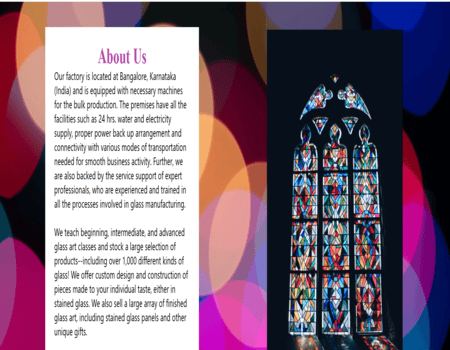 About Us
Our factory is located at Bangalore, Karnataka
(India) and is equipped with necessary machines
for the bulk production. The premises have all the
facilities such as 24 hrs. water and electricity
supply, proper power back up arrangement and
connectivity with various modes of transportation
needed for smooth business activity. Further, we
are also backed by the service support of expert
professionals, who are experienced and trained in
all the processes involved in glass manufacturing.
We teach beginning, intermediate, and advanced
glass art classes and stock a large selection of
products--including over 1,000 different kinds of
glass! We offer custom design and construction of
pieces made to your individual taste, either in
stained glass. We also sell a large array of finished
glass art, including stained glass panels and other
unique gifts.